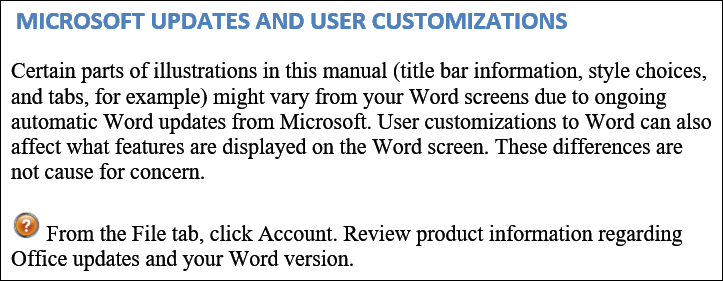 MICROSOFT UPDATES AND USER CUSTOMIZATIONS
Certain parts of illustrations in this manual (title bar information, style choices,
and tabs, for example) might vary from your Word screens due to ongoing
automatic Word updates from Microsoft. User customizations to Word can also
affect what features are displayed on the Word screen. These differences are
not cause for concern.
? From the File tab, click Account. Review product information regarding
Office updates and your Word version.